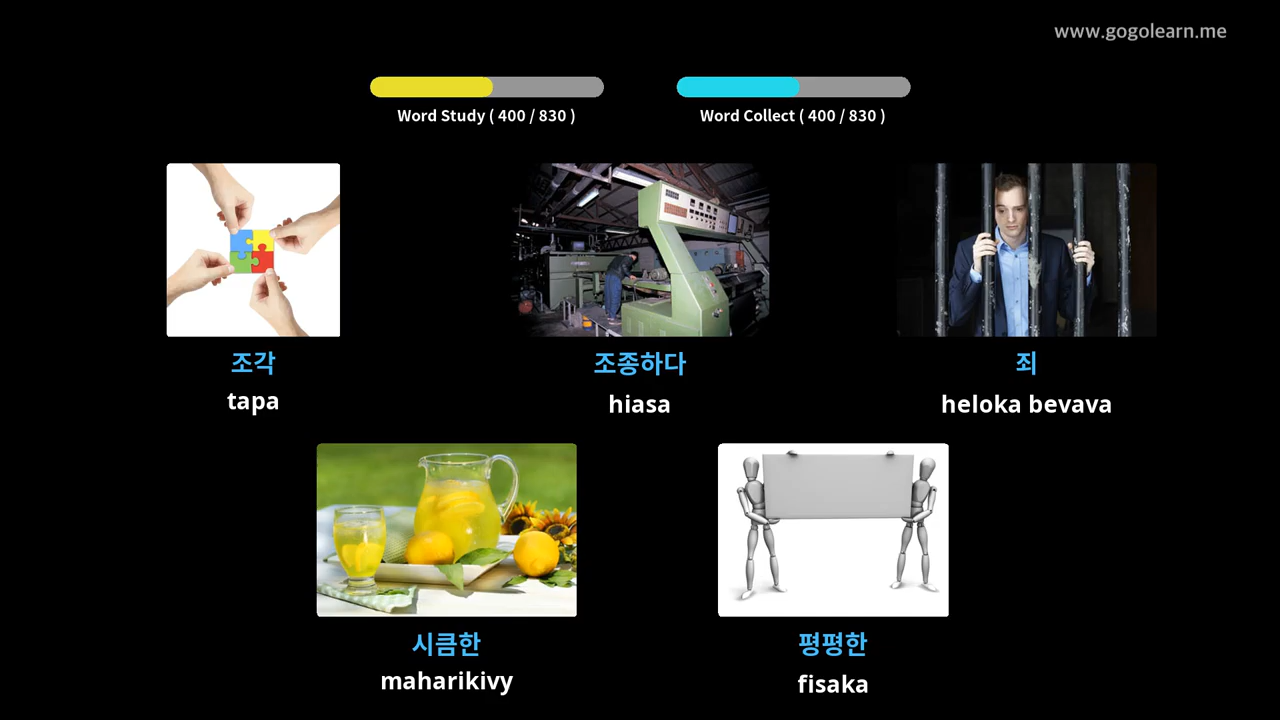 www.gogolearn.me
Word Study ( 400 / 830 )
Word Collect ( 400 / 830 )
조각
tapa
조종하다
hiasa
죄
heloka bevava
시큼한
maharikivy
평평한
fisaka